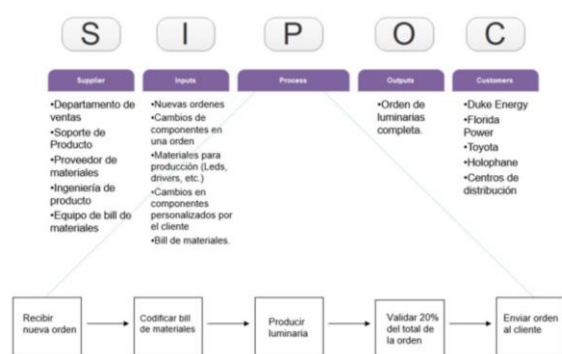 S I P O C
Supplier Inputs Process Outputs Customers
•Departamento de
ventas
•Soporte de
Producto
•Proveedor de
materiales
•Ingeniería de
producto
•Equipo de bill de
materiales
•Nuevas ordenes
•Cambios de
componentes en
una orden
•Materiales para
producción (Leds,
drivers, etc.)
•Cambios en
componentes
personalizados por
el cliente
•Bill de materiales.
•Orden de
luminarias
completa.
•Duke Energy
•Florida
Power
•Toyota
•Holophane
•Centros de
distribución
Recibir
nueva orden
Codificar bill
de materiales
Producir
luminaria
Validar 20%
del total de
la orden
Enviar orden
al cliente